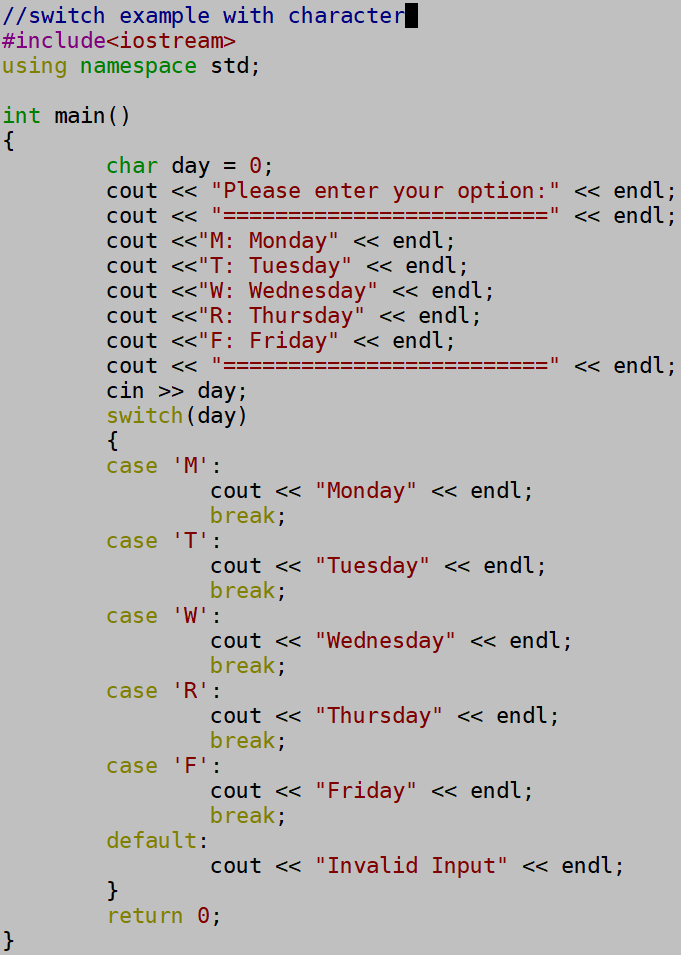 //switch example with character
#include<iostream>
using namespace std;

int main()
{
        char day = 0;
        cout << "Please enter your option:" << endl;
        cout << "=========================" << endl;
        cout <<"M: Monday" << endl;
        cout <<"T: Tuesday" << endl;
        cout <<"W: Wednesday" << endl;
        cout <<"R: Thursday" << endl;
        cout <<"F: Friday" << endl;
        cout << "=========================" << endl;
        cin >> day;
        switch(day)
        {
        case 'M':
                cout << "Monday" << endl;
                break;
        case 'T':
                cout << "Tuesday" << endl;
                break;
        case 'W':
                cout << "Wednesday" << endl;
                break;
        case 'R':
                cout << "Thursday" << endl;
                break;
        case 'F':
                cout << "Friday" << endl;
                break;
        default:
                cout << "Invalid Input" << endl;
        }
        return 0;
}